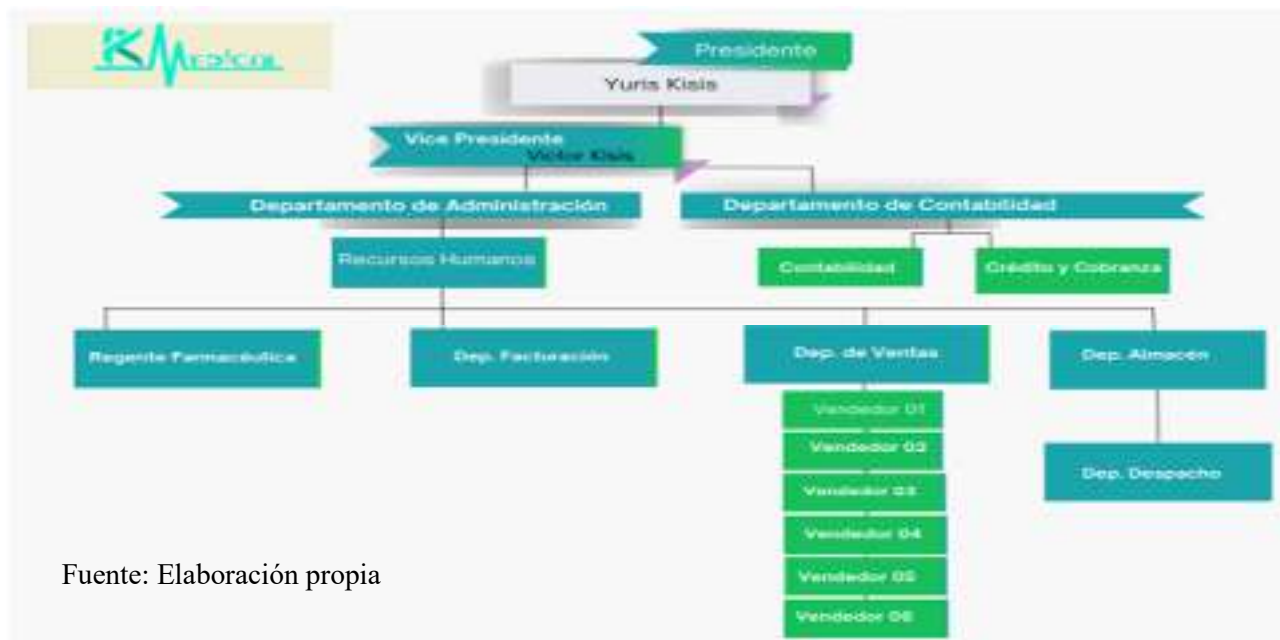 K Medical
Presidente
Yuris Kisis
Vice Presidente
Victor Kisis
Departamento de Administración
Departamento de Contabilidad
Recursos Humanos
Contabilidad
Crédito y Cobranza
Regente Farmacéutica
Dep. Facturación
Dep. de Ventas
Dep. Almacén
Vendedor 01
Vendedor 02
Vendedor 03
Vendedor 04
Vendedor 05
Vendedor 06
Dep. Despacho
Fuente: Elaboración propia